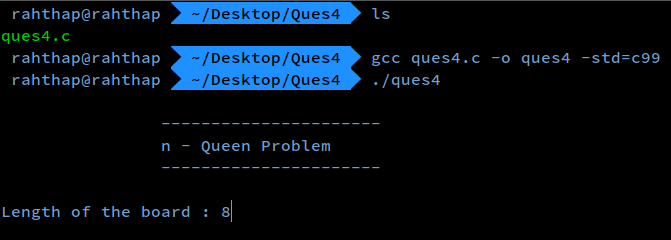 rahthap@rahthap ~/Desktop/Ques4 ls
ques4.c
rahthap@rahthap ~/Desktop/Ques4 gcc ques4.c -o ques4 -std=c99
rahthap@rahthap ~/Desktop/Ques4 ./ques4
----------------------
n - Queen Problem
----------------------
Length of the board : 8